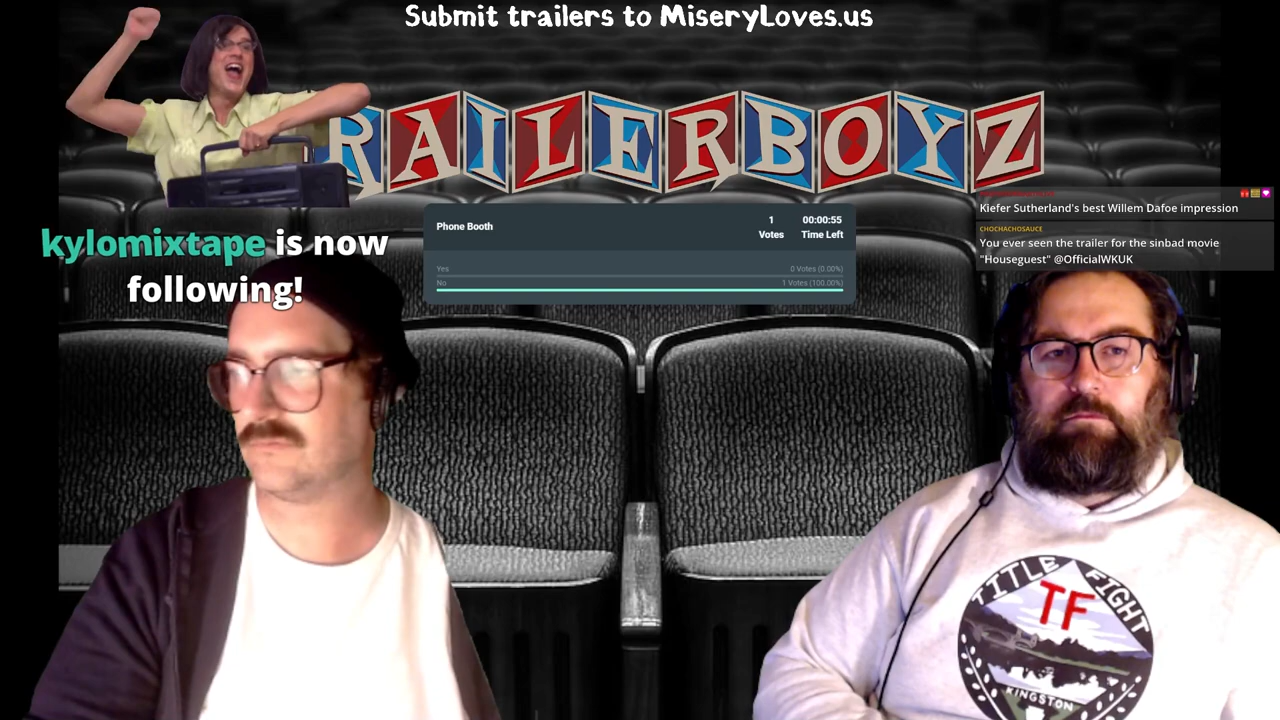 Submit trailers to MiseryLoves.us
RAILERBOYZ
Phone Booth
1
Votes
00:00:55
Time Left
Yes
0 Votes (0.00%)
No
1 Votes (100.00%)
Kiefer Sutherland's best Willem Dafoe impression
CHOCHACHOSAUCE
You ever seen the trailer for the sinbad movie
"Houseguest" @OfficialWKUK
kylomixtape is now
following!
TITLE FIGHT
TF
KINGSTON